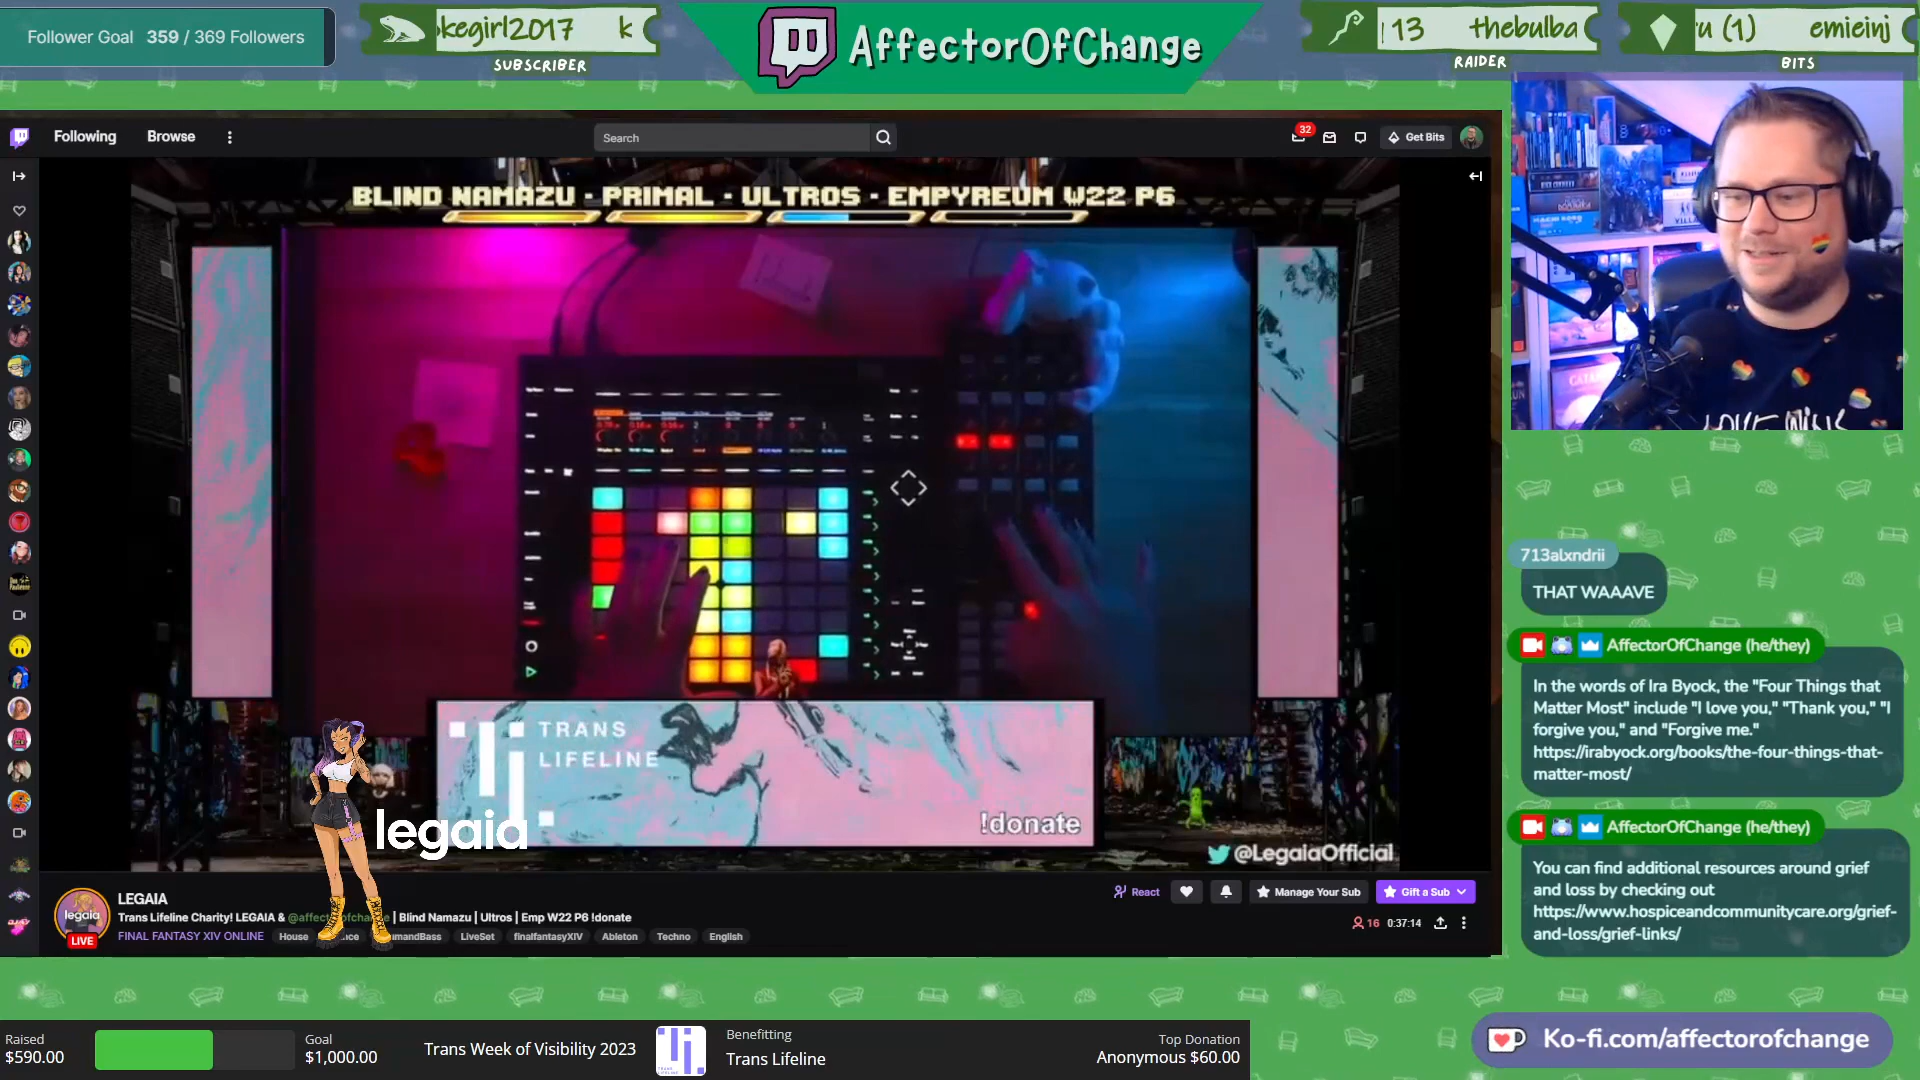 Follower Goal 359 / 369 Followers
kegirl2017 k
SUBSCRIBER
AffectorOfChange
13 thebulba
RAIDER
(1) emieinj
BITS
Following
Browse
Search
32
Get Bits
BLIND NAMAZU - PRIMAL - ULTROS - EMPYREUM W22 P6
TRANS
LIFELINE
!donate
legaia
@LegaiaOfficial
legaia
LIVE
LEGAIA
Trans Lifeline Charity! LEGAIA & @affectorofchange | Blind Namazu | Ultros | Emp W22 P6 !donate
FINAL FANTASY XIV ONLINE
House
LiveSet
finalfantasyXIV
Ableton
Techno
English
React
Manage Your Sub
Gift a Sub
16
0:37:14
713alxndrii
THAT WAAAVE
AffectorOfChange (he/they)
In the words of Ira Byock, the "Four Things that
Matter Most" include "I love you," "Thank you," "I
forgive you," and "Forgive me."
https://irabyock.org/books/the-four-things-that-
matter-most/
AffectorOfChange (he/they)
You can find additional resources around grief
and loss by checking out
https://www.hospiceandcommunitycare.org/grief-
and-loss/grief-links/
Raised
$590.00
Goal
$1,000.00
Trans Week of Visibility 2023
Benefitting
Trans Lifeline
Top Donation
Anonymous $60.00
Ko-fi.com/affectorofchange